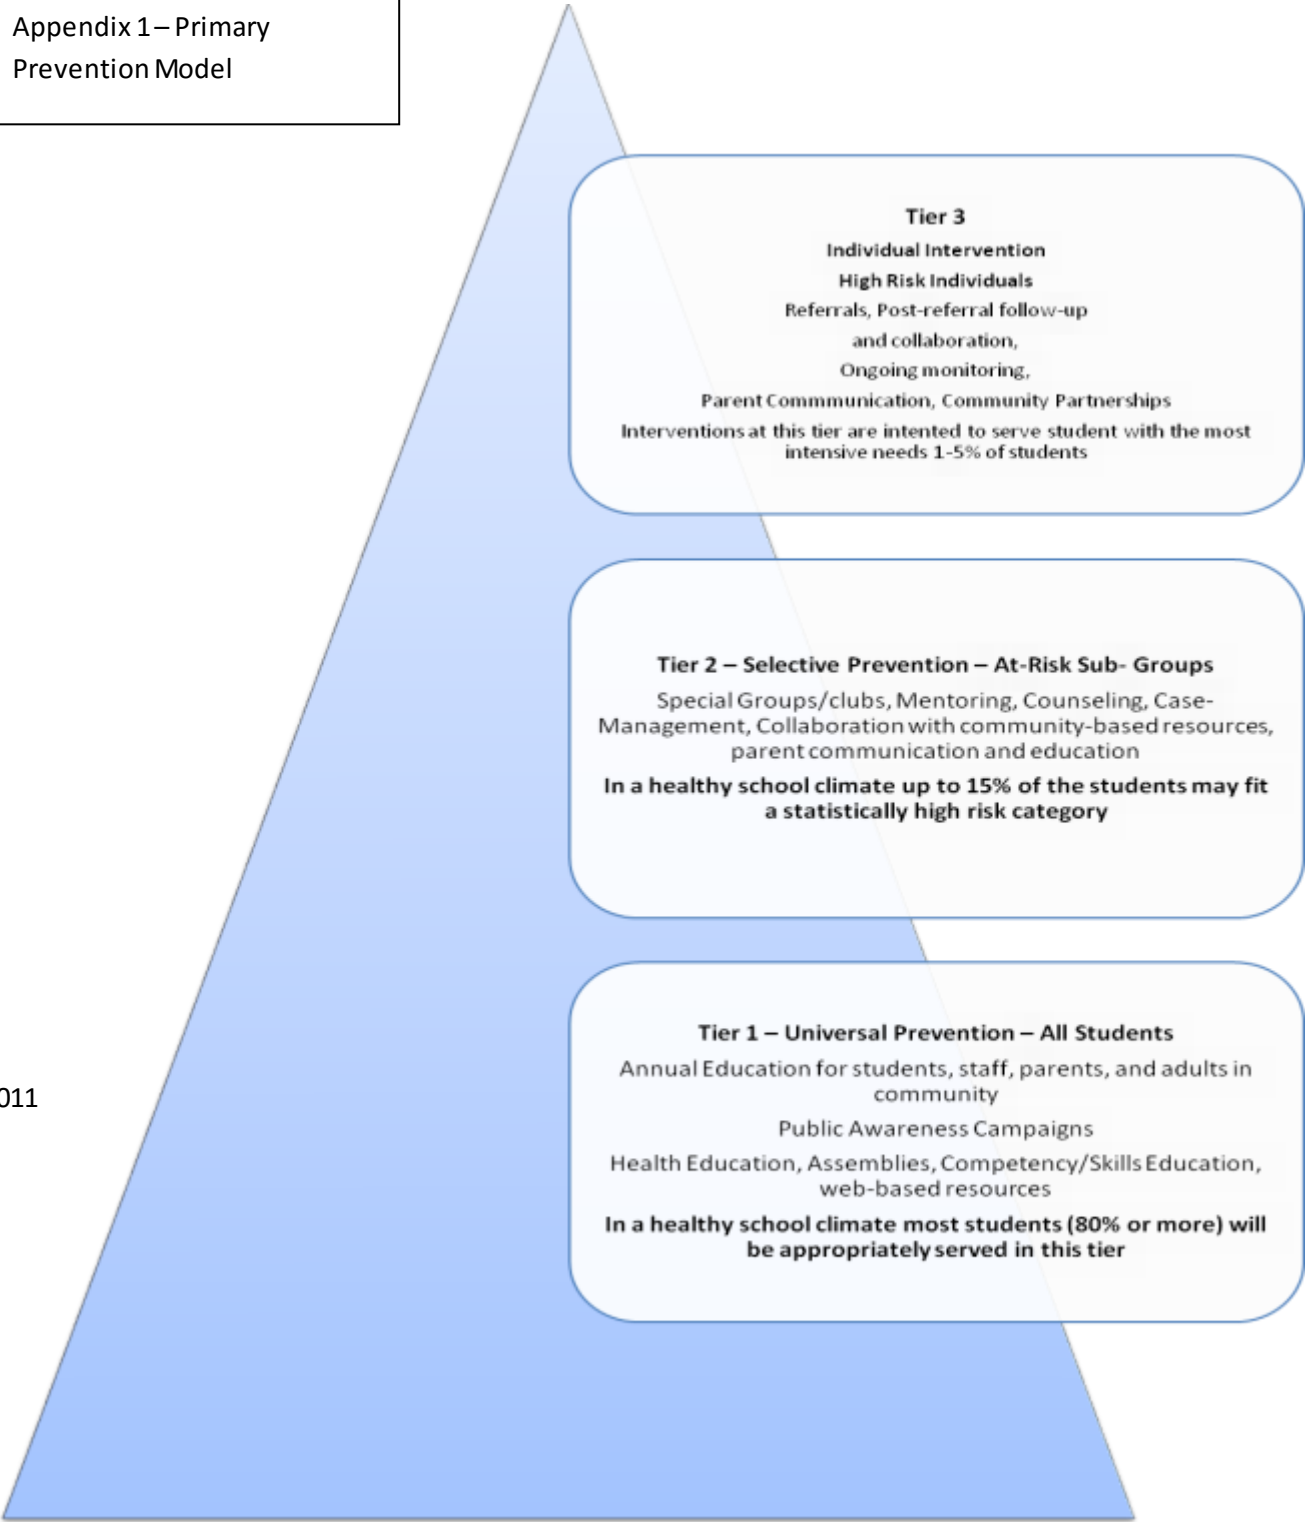 Appendix 1 – Primary
Prevention Model
Tier 3
Individual Intervention
High Risk Individuals
Referrals, Post-referral follow-up
and collaboration,
Ongoing monitoring,
Parent Commmunication, Community Partnerships
Interventions at this tier are intented to serve student with the most
intensive needs 1-5% of students
Tier 2 – Selective Prevention – At-Risk Sub- Groups
Special Groups/clubs, Mentoring, Counseling, Case-
Management, Collaboration with community-based resources,
parent communication and education
In a healthy school climate up to 15% of the students may fit
a statistically high risk category
Tier 1 – Universal Prevention – All Students
Annual Education for students, staff, parents, and adults in
community
Public Awareness Campaigns
Health Education, Assemblies, Competency/Skills Education,
web-based resources
In a healthy school climate most students (80% or more) will
be appropriately served in this tier
011